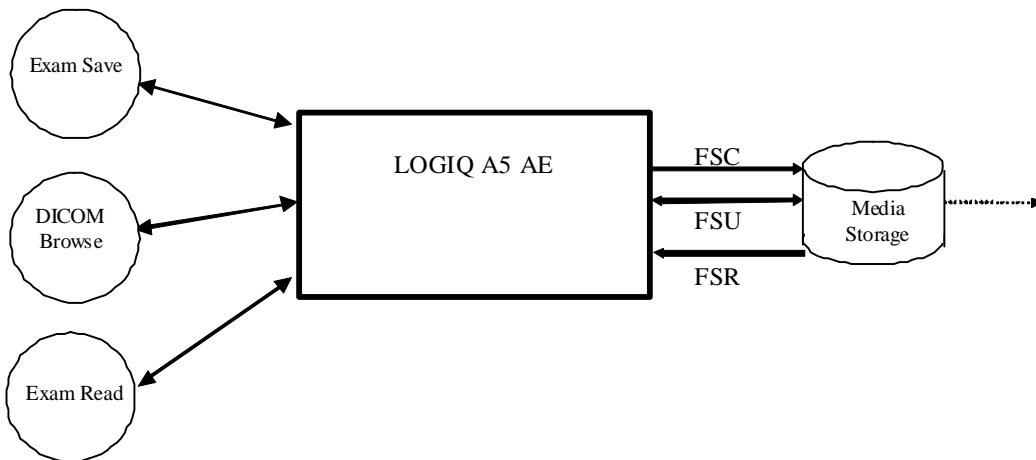 Exam Save
LOGIQ A5 AE
FSC
DICOM
Browse
FSU
Media
Storage
FSR
Exam Read